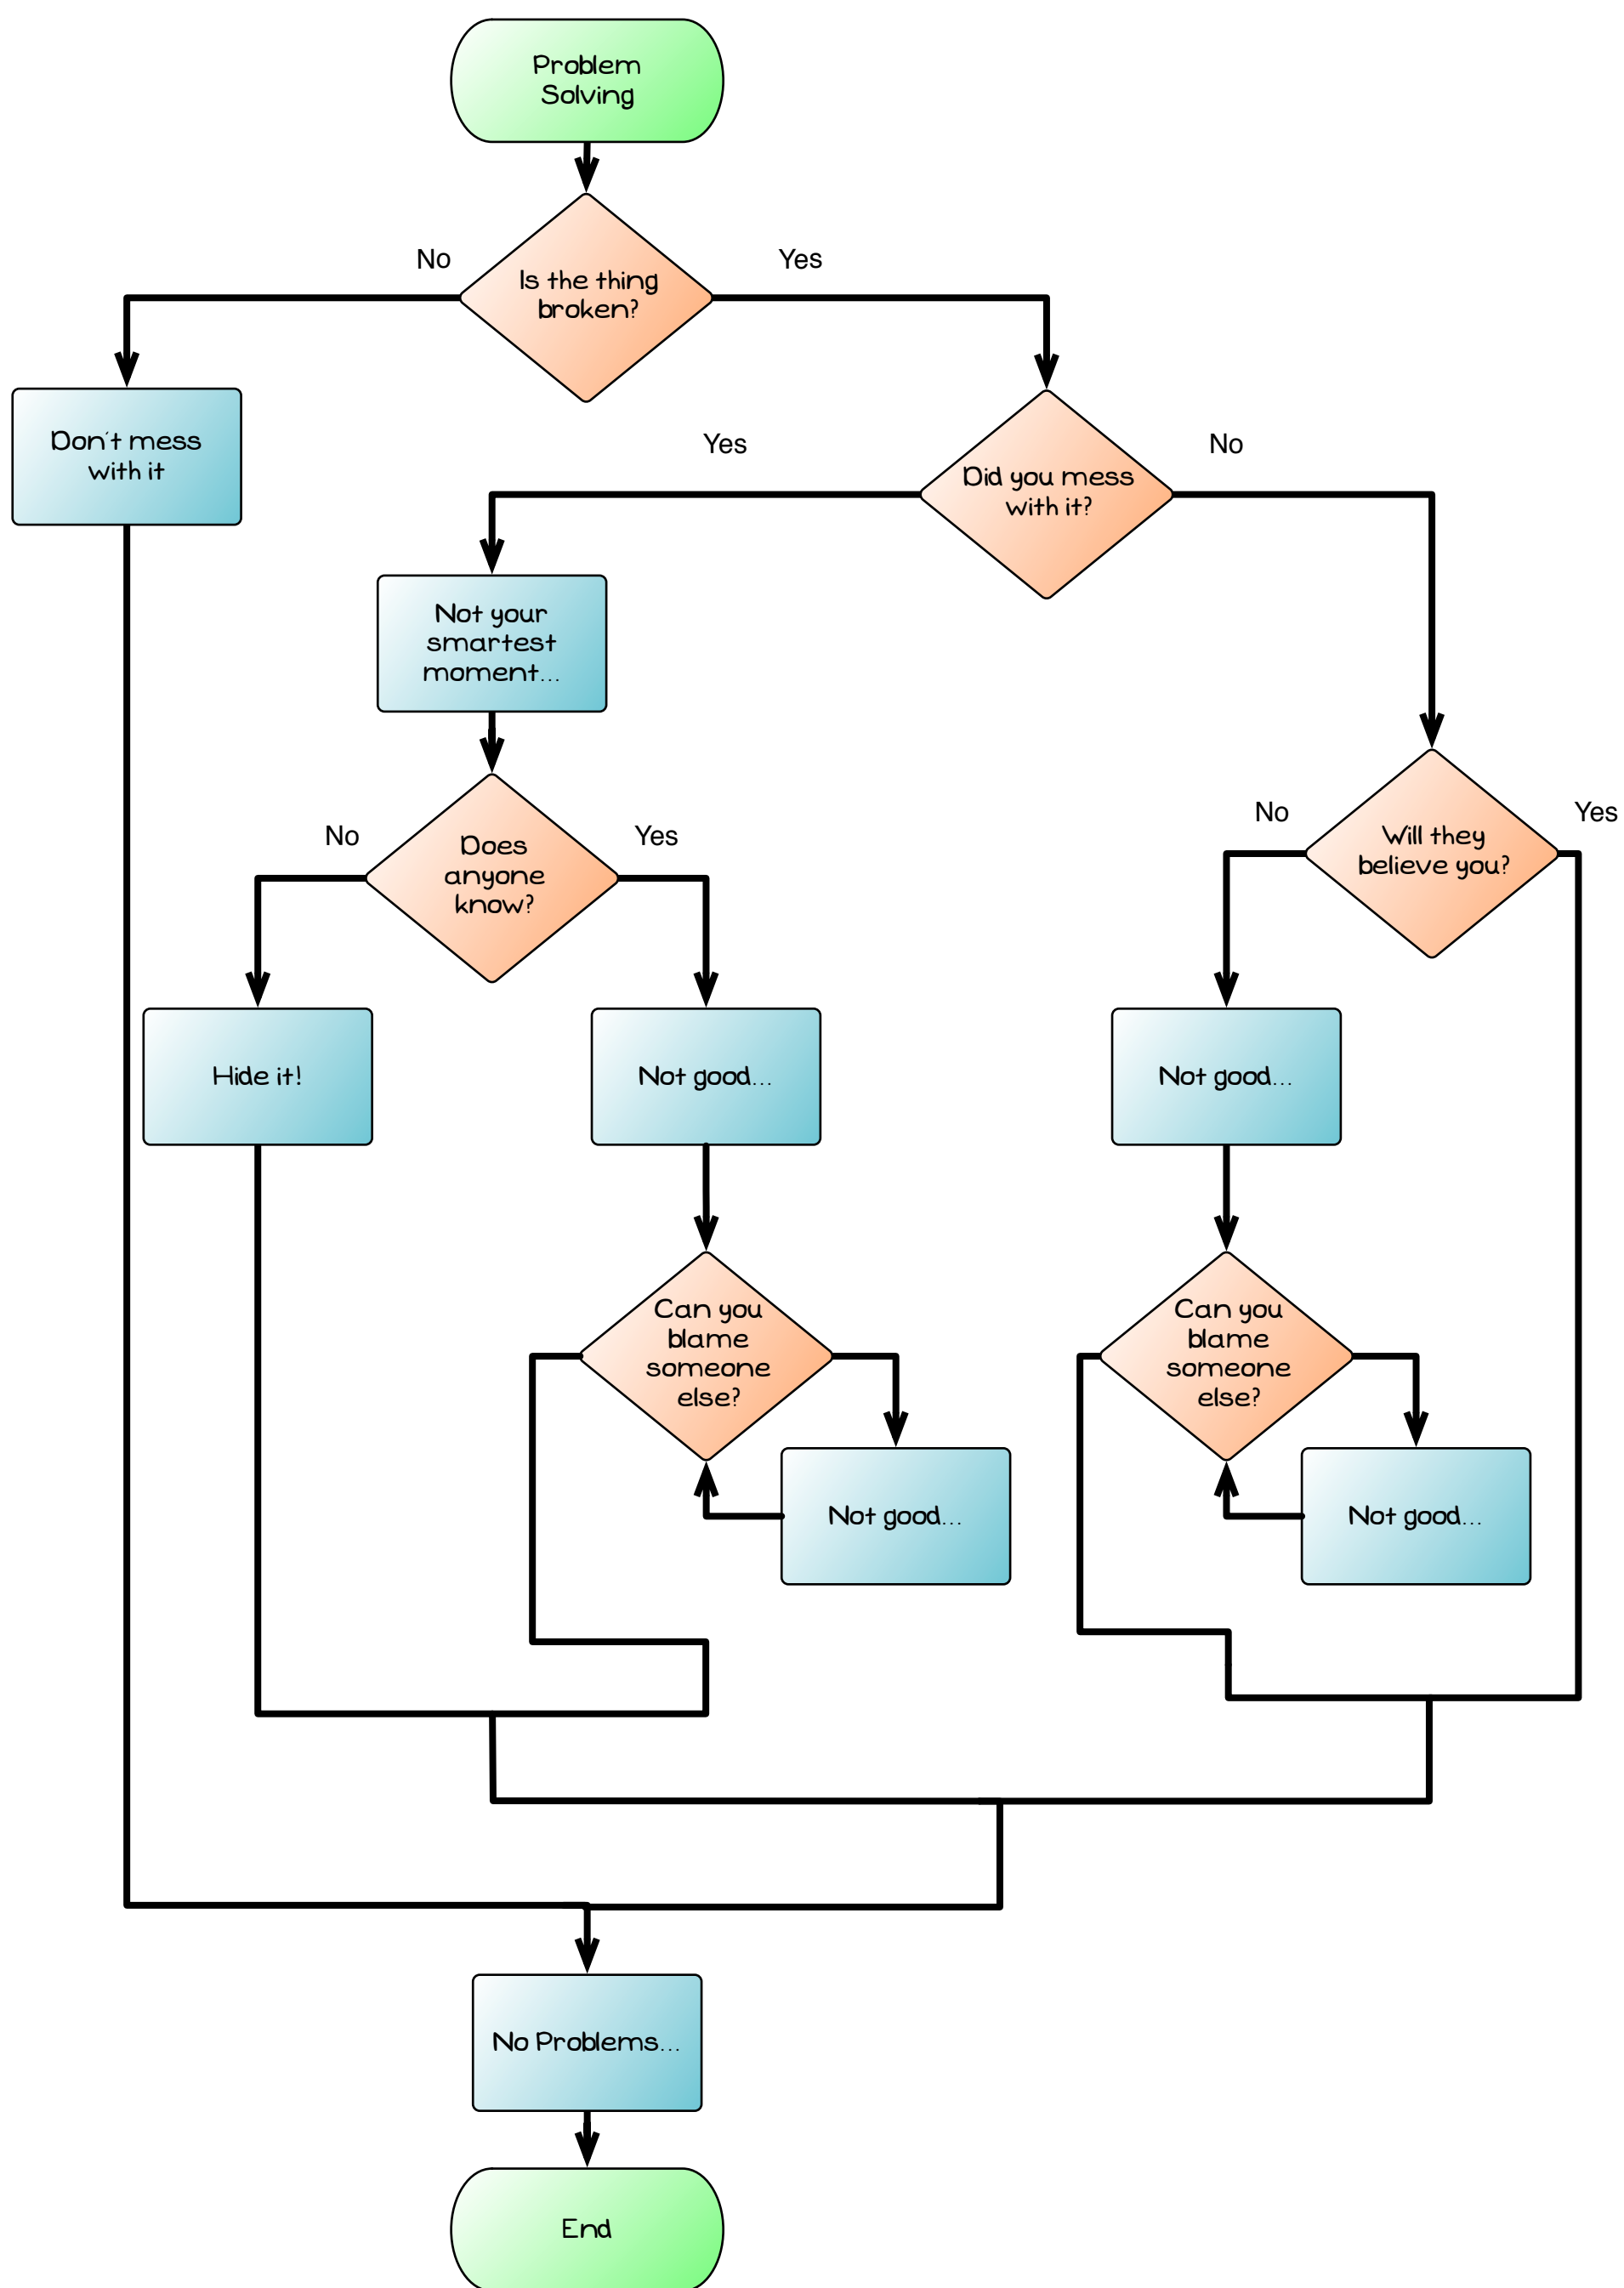 Problem
Solving
No
Yes
Is the thing
broken?
Don't mess
with it
Yes
No
Did you mess
with it?
Not your
smartest
moment...
No
Yes
Does
anyone
know?
No
Yes
Will they
believe you?
Hide it!
Not good...
Not good...
Can you
blame
someone
else?
Can you
blame
someone
else?
Not good...
Not good...
No Problems...
End